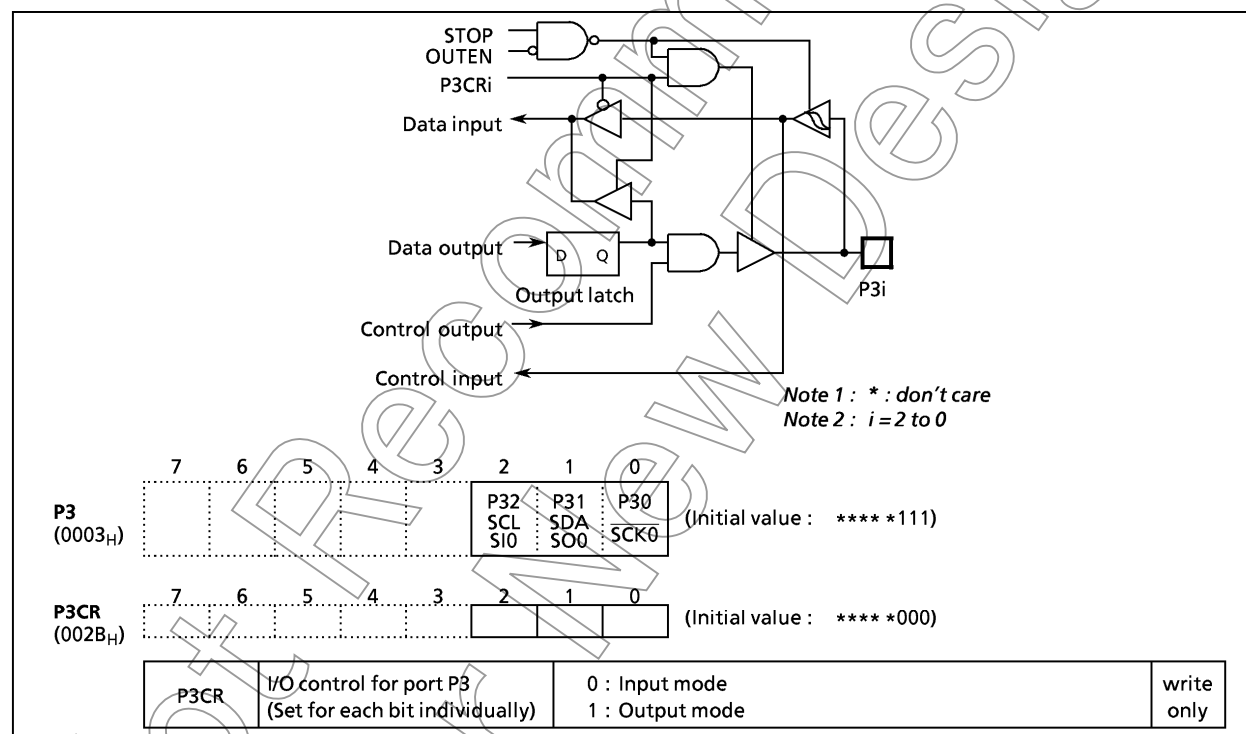 STOP
OUTEN
P3CRi
Data input
Data output
D Q
Output latch
P3i
Control output
Control input
Note 1 : * : don't care
Note 2 : i = 2 to 0
7 6 5 4 3 2 1 0
P3
(0003H)
P32 P31 P30
SCL SDA SCK0
SI0 SO0
(Initial value : **** *111)
7 6 5 4 3 2 1 0
P3CR
(002BH)
(Initial value : **** *000)
P3CR
I/O control for port P3
(Set for each bit individually)
0 : Input mode
1 : Output mode
write
only